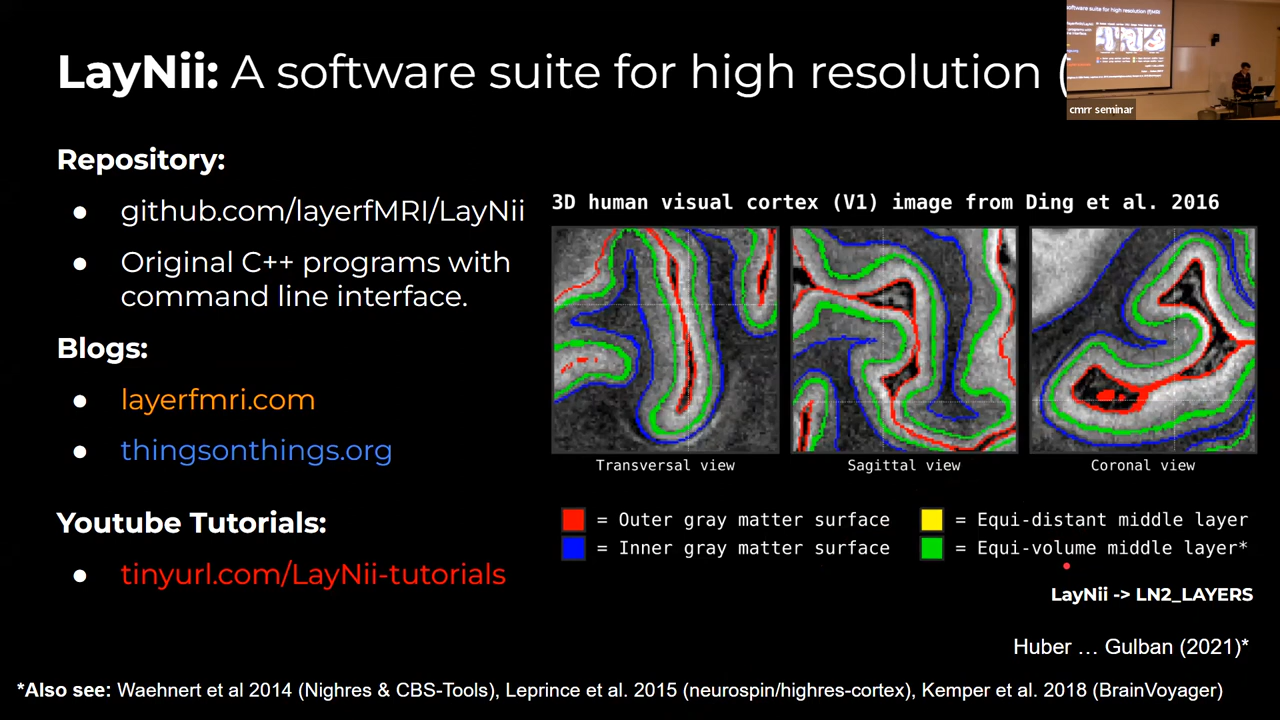 LayNii: A software suite for high resolution (
cmrr seminar
Repository:
● github.com/layerfMRI/LayNii
● Original C++ programs with
command line interface.
Blogs:
● layerfmri.com
● thingsonthings.org
Youtube Tutorials:
● tinyurl.com/LayNii-tutorials
3D human visual cortex (V1) image from Ding et al. 2016
Transversal view
Sagittal view
Coronal view
= Outer gray matter surface
= Equi-distant middle layer
= Inner gray matter surface
= Equi-volume middle layer*
LayNii -> LN2_LAYERS
Huber … Gulban (2021)*
*Also see: Waehnert et al 2014 (Nighres & CBS-Tools), Leprince et al. 2015 (neurospin/highres-cortex), Kemper et al. 2018 (BrainVoyager)